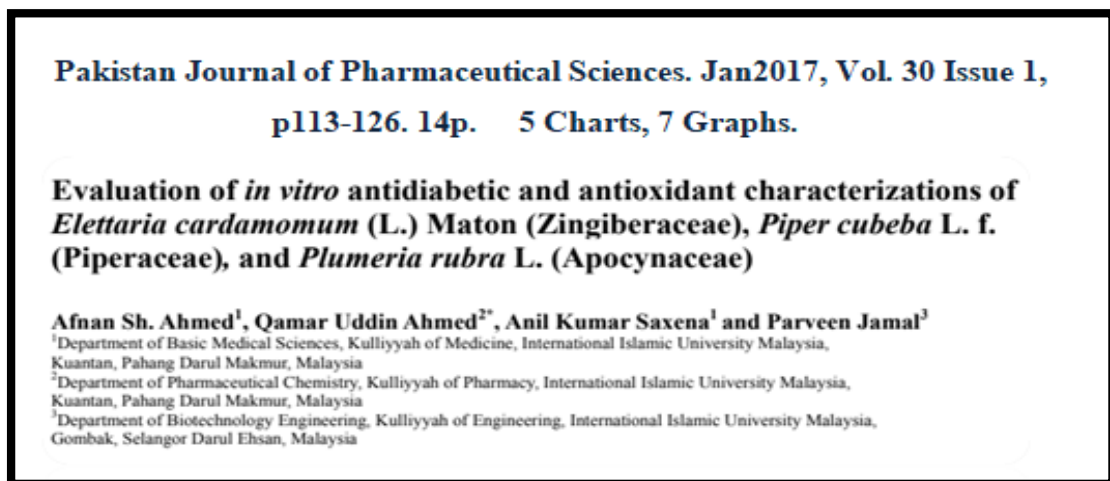 Pakistan Journal of Pharmaceutical Sciences. Jan2017, Vol. 30 Issue 1,
p113-126. 14p. 5 Charts, 7 Graphs.
Evaluation of in vitro antidiabetic and antioxidant characterizations of
Elettaria cardamomum (L.) Maton (Zingiberaceae), Piper cubeba L. f.
(Piperaceae), and Plumeria rubra L. (Apocynaceae)
Afnan Sh. Ahmed¹, Qamar Uddin Ahmed²*, Anil Kumar Saxena¹ and Parveen Jamal³
¹Department of Basic Medical Sciences, Kulliyyah of Medicine, International Islamic University Malaysia,
Kuantan, Pahang Darul Makmur, Malaysia
²Department of Pharmaceutical Chemistry, Kulliyyah of Pharmacy, International Islamic University Malaysia,
Kuantan, Pahang Darul Makmur, Malaysia
³Department of Biotechnology Engineering, Kulliyyah of Engineering, International Islamic University Malaysia,
Gombak, Selangor Darul Ehsan, Malaysia